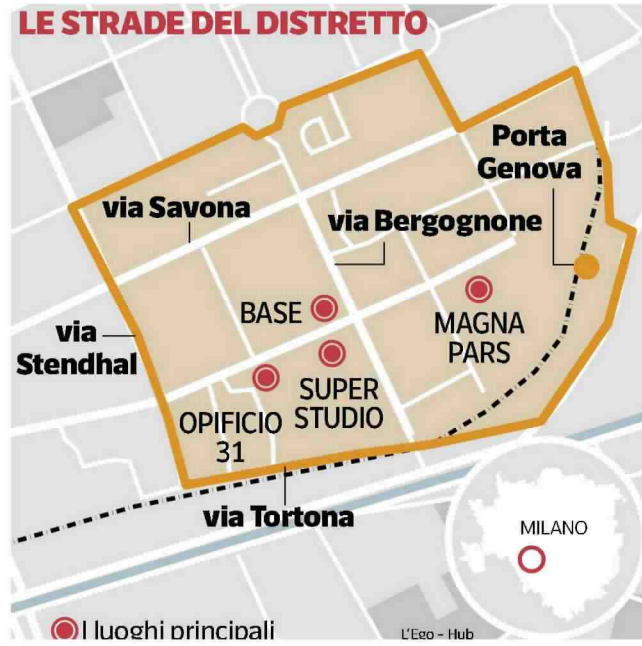 LE STRADE DEL DISTRETTO
Porta
Genova
via Savona
via Bergognone
BASE
MAGNA
PARS
via
Stendhal
SUPER
STUDIO
OPIFICIO
31
via Tortona
MILANO
I luoghi principali
L'Ego - Hub